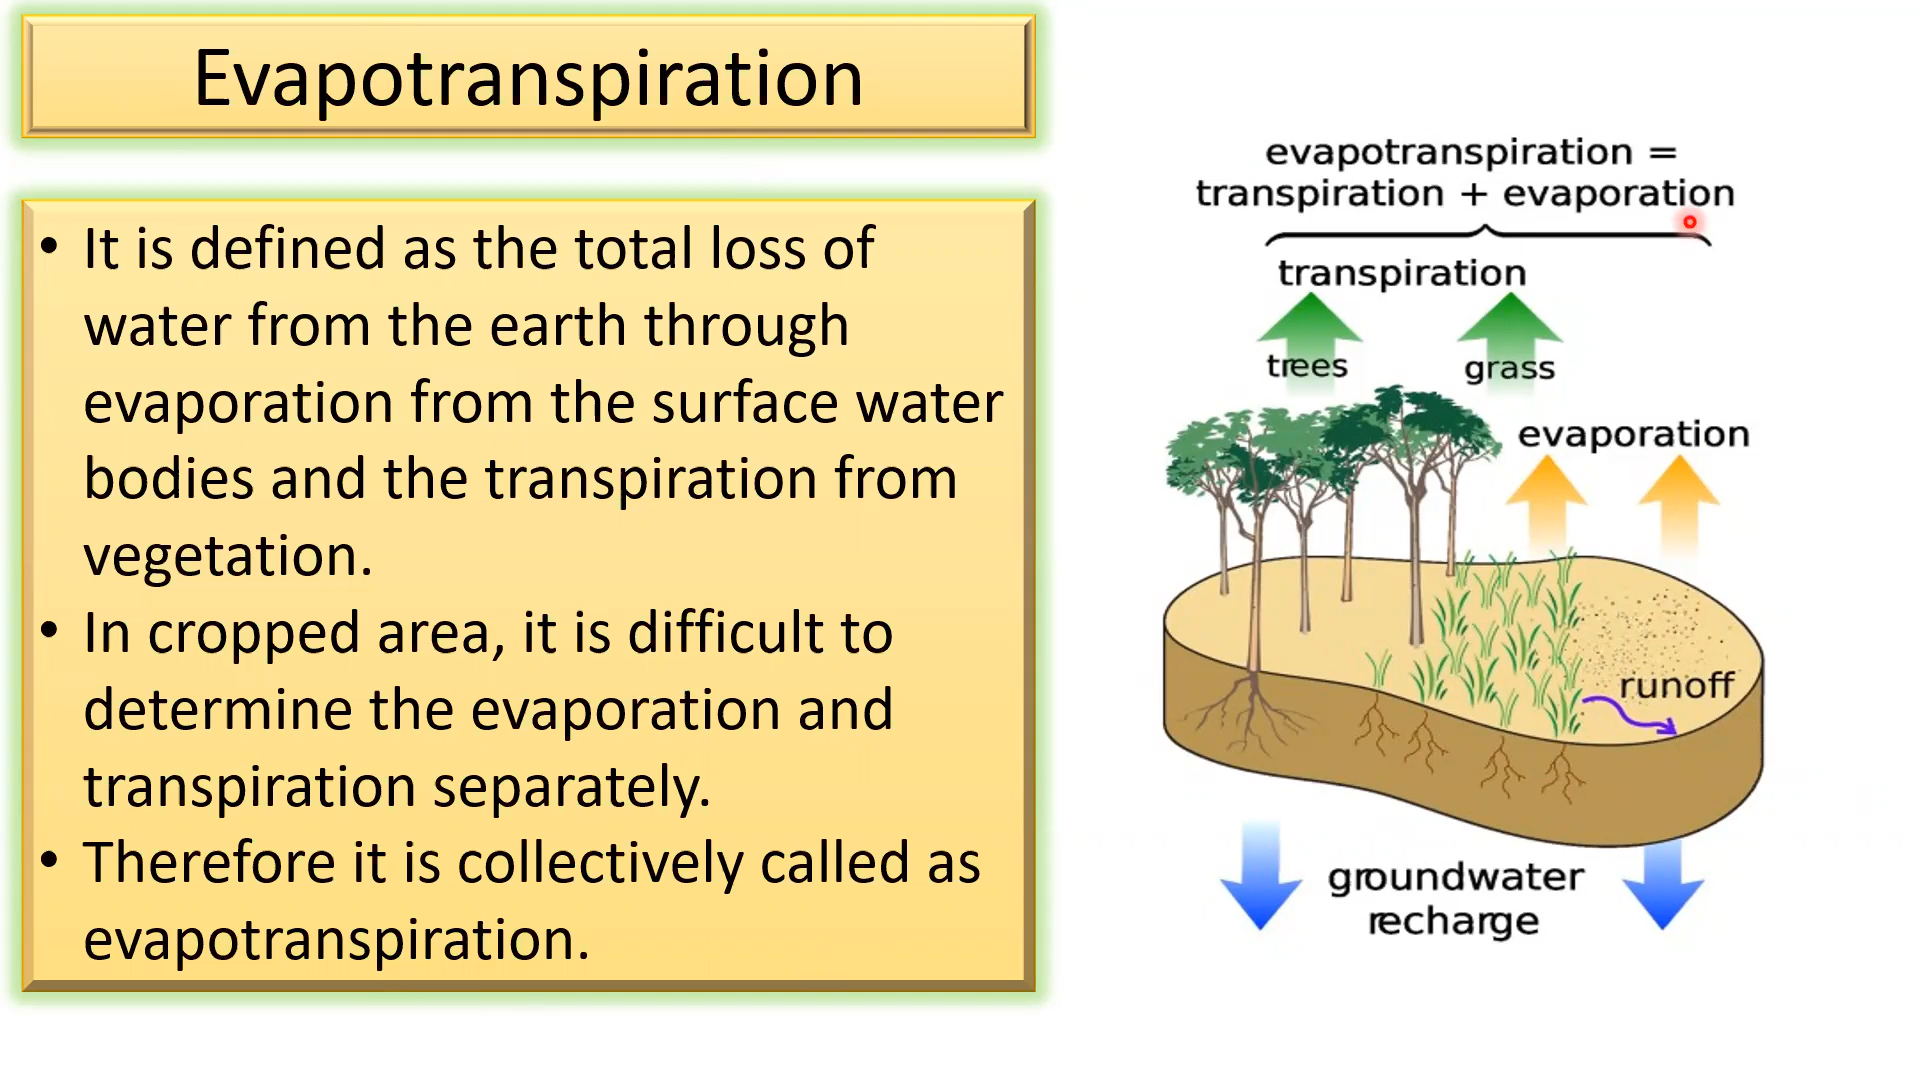 Evapotranspiration
• It is defined as the total loss of
water from the earth through
evaporation from the surface water
bodies and the transpiration from
vegetation.
• In cropped area, it is difficult to
determine the evaporation and
transpiration separately.
• Therefore it is collectively called as
evapotranspiration.
evapotranspiration =
transpiration + evaporation
transpiration
trees
grass
evaporation
runoff
groundwater
recharge